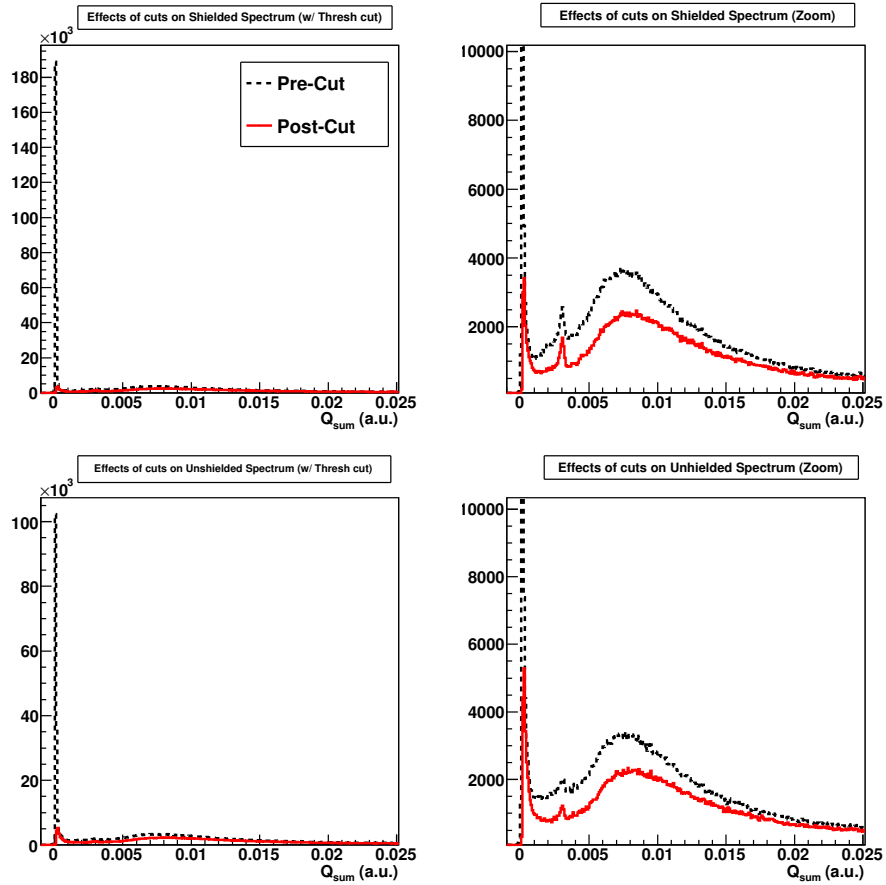 Effects of cuts on Shielded Spectrum (w/ Thresh cut)
×10³
180
160
140
120
100
80
60
40
20
0
Pre-Cut
Post-Cut
0 0.005 0.01 0.015 0.02 0.025
Qsum (a.u.)
Effects of cuts on Shielded Spectrum (Zoom)
10000
8000
6000
4000
2000
0
0 0.005 0.01 0.015 0.02 0.025
Qsum (a.u.)
Effects of cuts on Unshielded Spectrum (w/ Thresh cut)
×10³
100
80
60
40
20
0
0 0.005 0.01 0.015 0.02 0.025
Qsum (a.u.)
Effects of cuts on Unhielded Spectrum (Zoom)
10000
8000
6000
4000
2000
0
0 0.005 0.01 0.015 0.02 0.025
Qsum (a.u.)